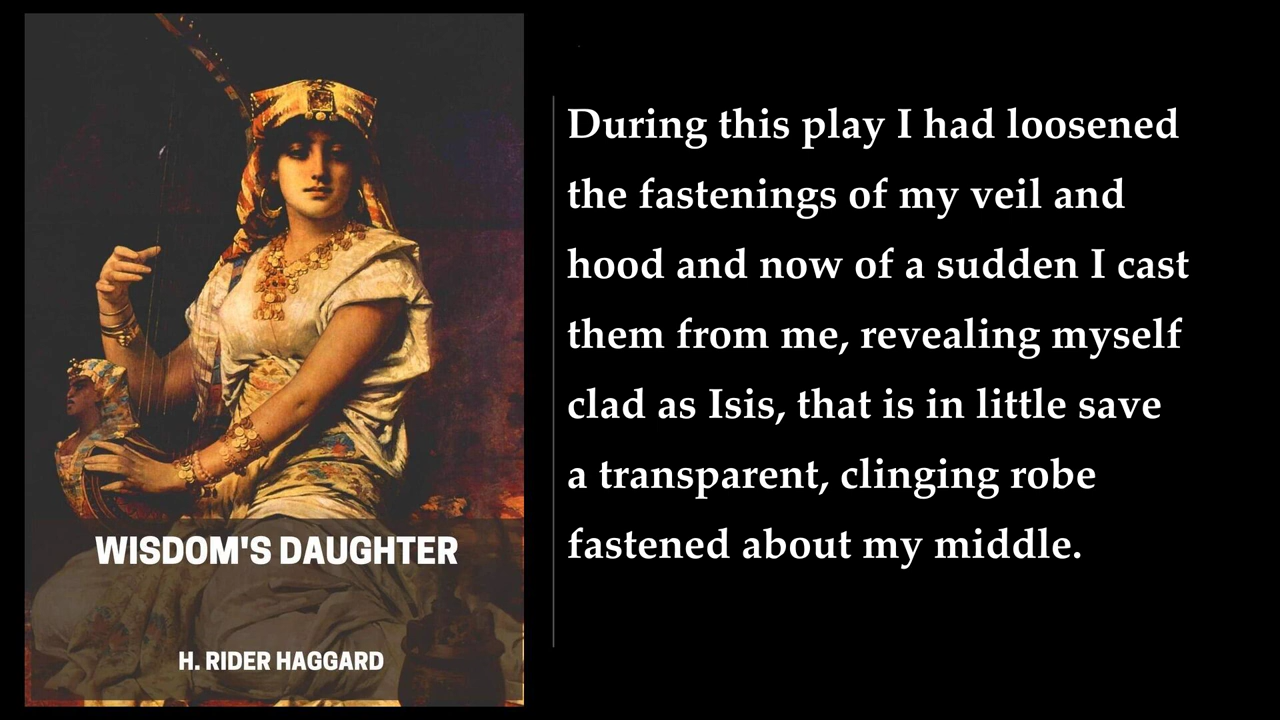 WISDOM'S DAUGHTER
H. RIDER HAGGARD
During this play I had loosened
the fastenings of my veil and
hood and now of a sudden I cast
them from me, revealing myself
clad as Isis, that is in little save
a transparent, clinging robe
fastened about my middle.